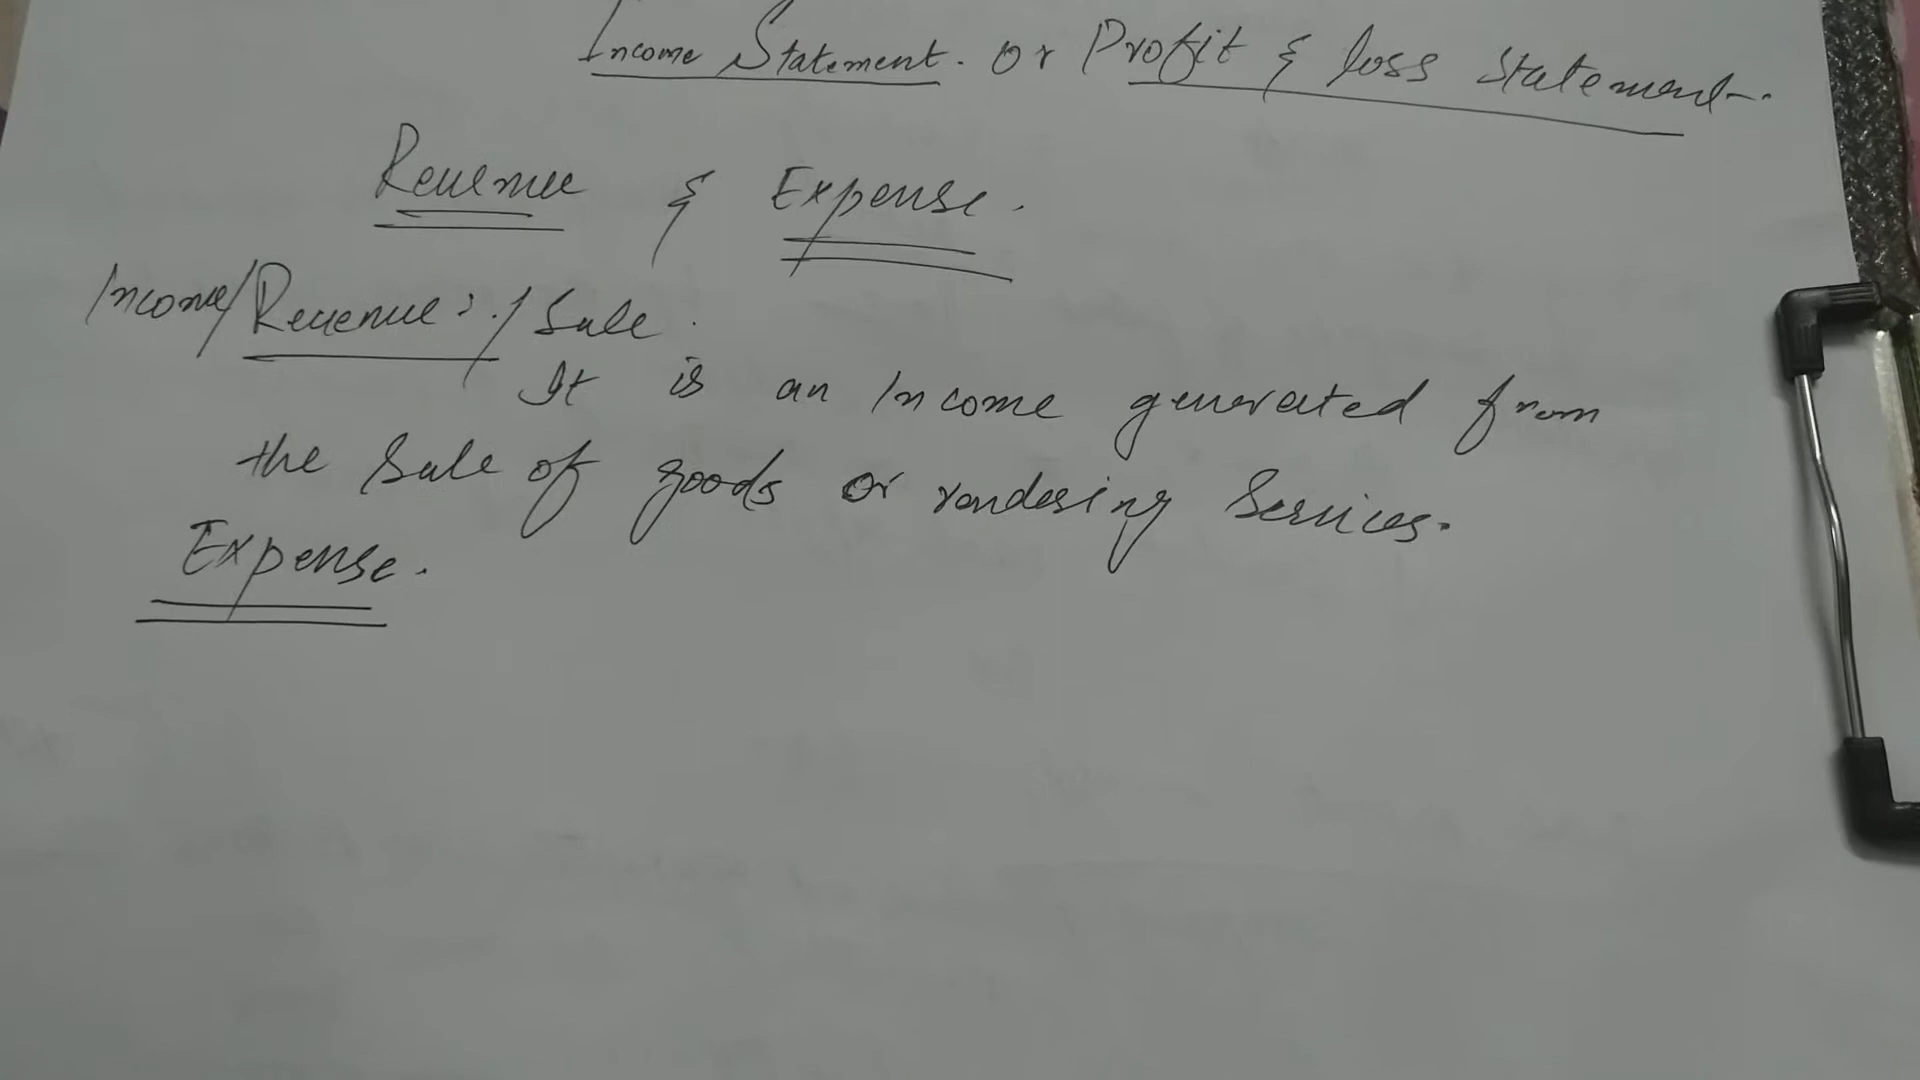 Income Statement. or Profit & loss statement.
Revenue & Expense.
Income/Revenue:./Sale.
It is an Income generated from
the Sale of goods or rendering Services.
Expense.